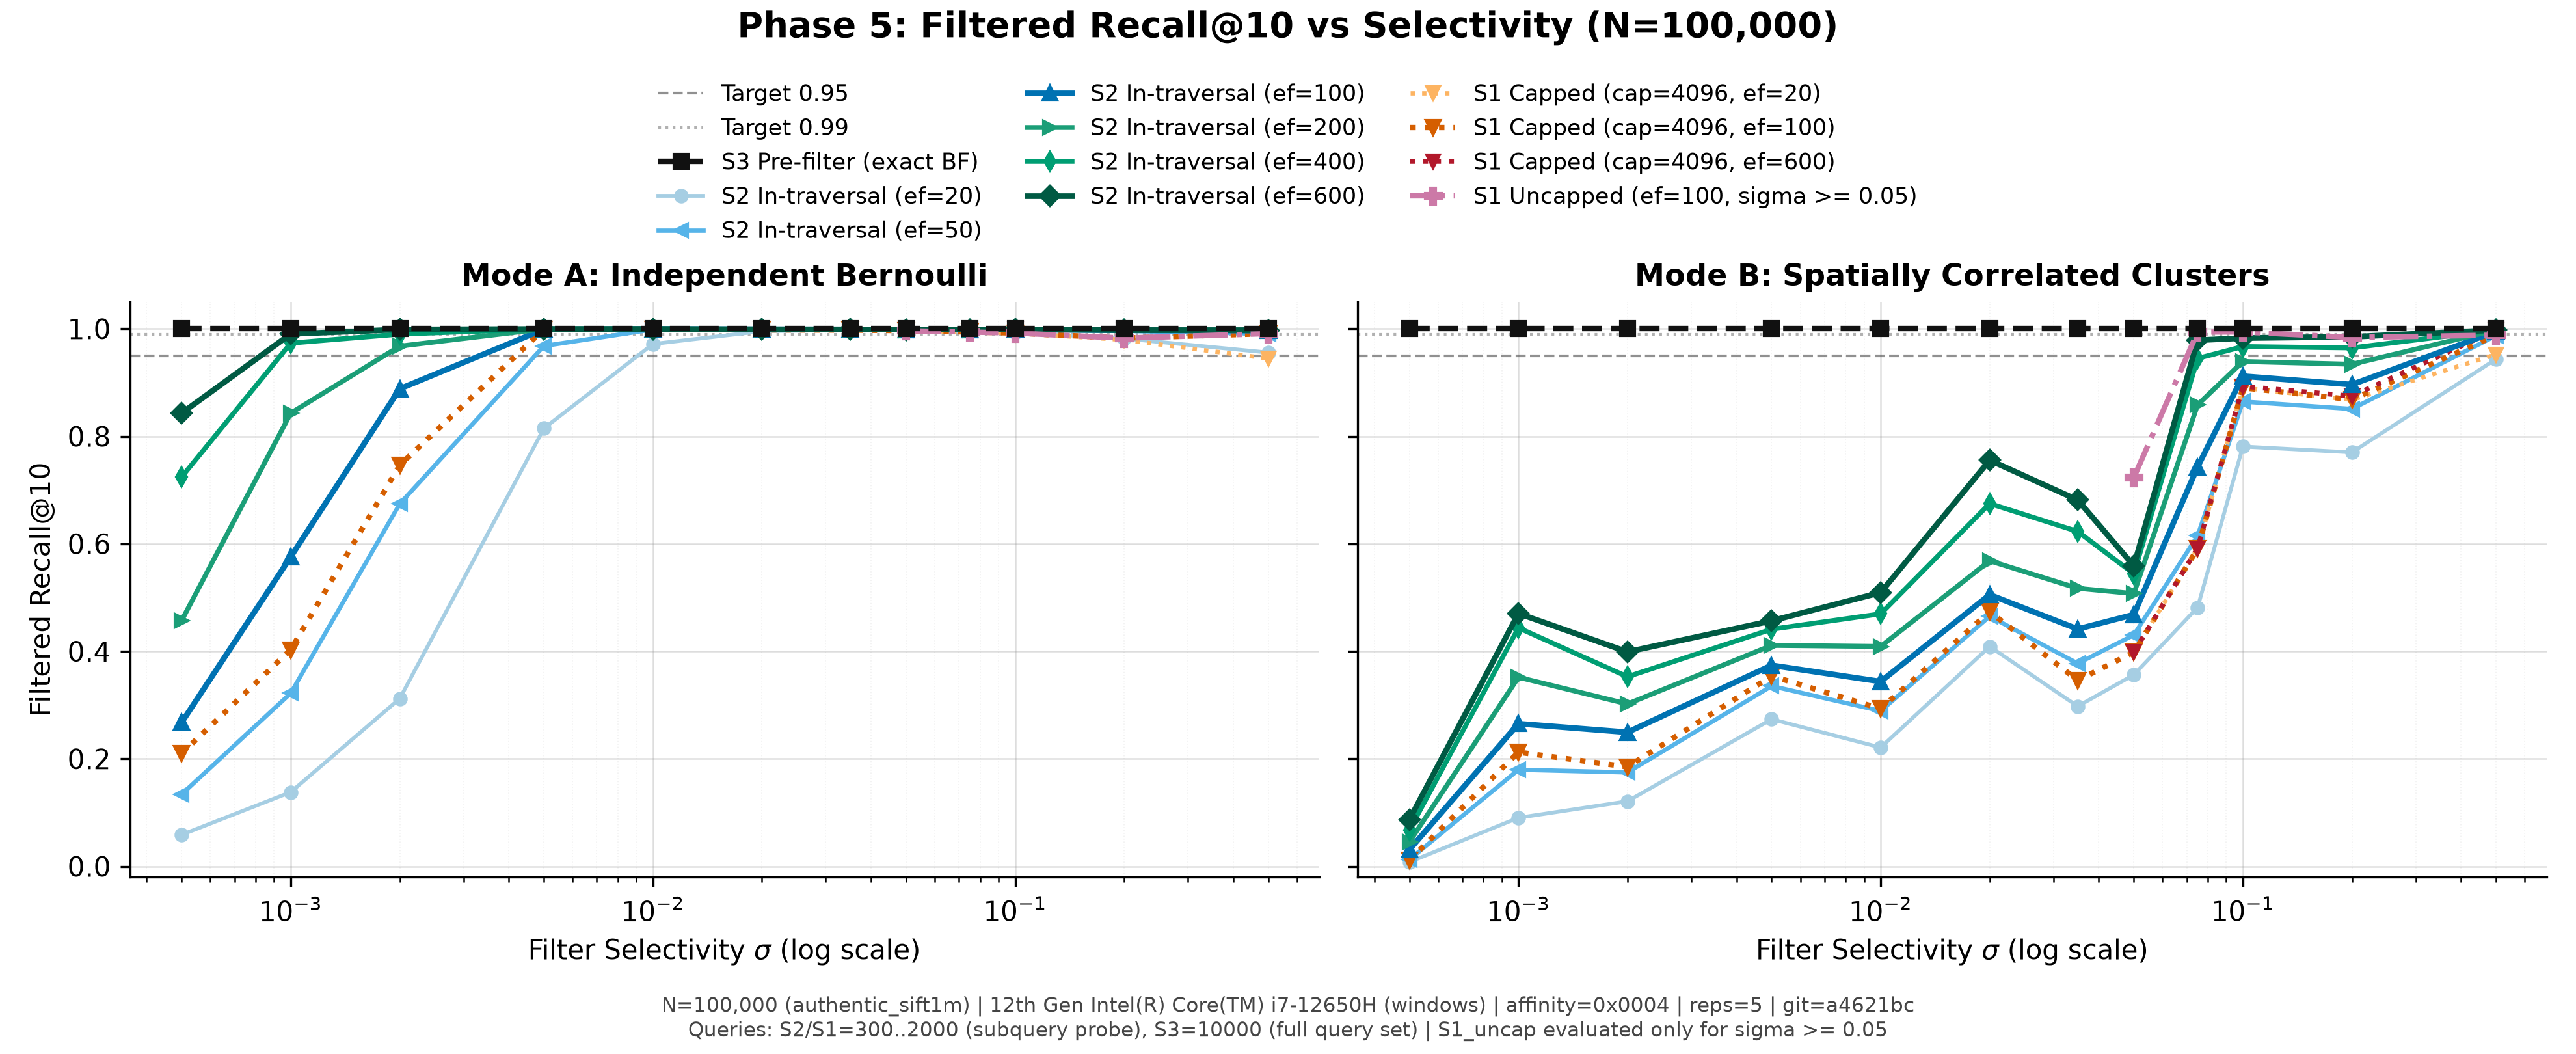 Phase 5: Filtered Recall@10 vs Selectivity (N=100,000)
Target 0.95
Target 0.99
S3 Pre-filter (exact BF)
S2 In-traversal (ef=20)
S2 In-traversal (ef=50)
S2 In-traversal (ef=100)
S2 In-traversal (ef=200)
S2 In-traversal (ef=400)
S2 In-traversal (ef=600)
S1 Capped (cap=4096, ef=20)
S1 Capped (cap=4096, ef=100)
S1 Capped (cap=4096, ef=600)
S1 Uncapped (ef=100, sigma >= 0.05)
Mode A: Independent Bernoulli
Filtered Recall@10
1.0
0.8
0.6
0.4
0.2
0.0
10⁻³ 10⁻² 10⁻¹
Filter Selectivity σ (log scale)
Mode B: Spatially Correlated Clusters
10⁻³ 10⁻² 10⁻¹
Filter Selectivity σ (log scale)
N=100,000 (authentic_sift1m) | 12th Gen Intel(R) Core(TM) i7-12650H (windows) | affinity=0x0004 | reps=5 | git=a4621bc
Queries: S2/S1=300..2000 (subquery probe), S3=10000 (full query set) | S1_uncap evaluated only for sigma >= 0.05